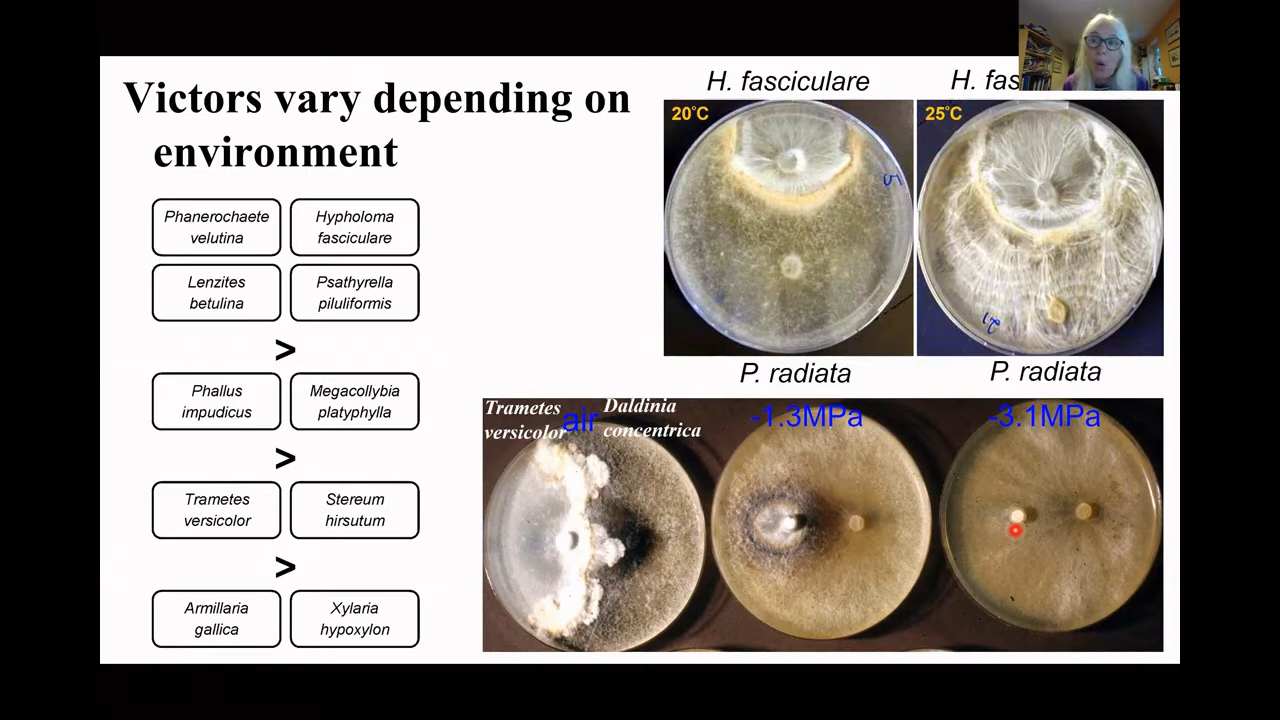 Victors vary depending on
environment
Phanerochaete
velutina
Hypholoma
fasciculare
Lenzites
betulina
Psathyrella
piluliformis
>
Phallus
impudicus
Megacollybia
platyphylla
>
Trametes
versicolor
Stereum
hirsutum
>
Armillaria
gallica
Xylaria
hypoxylon
H. fasciculare
H. fas
20°C
25°C
5
12
P. radiata
P. radiata
Trametes
versicolor
air
Daldinia
concentrica
-1.3MPa
-3.1MPa